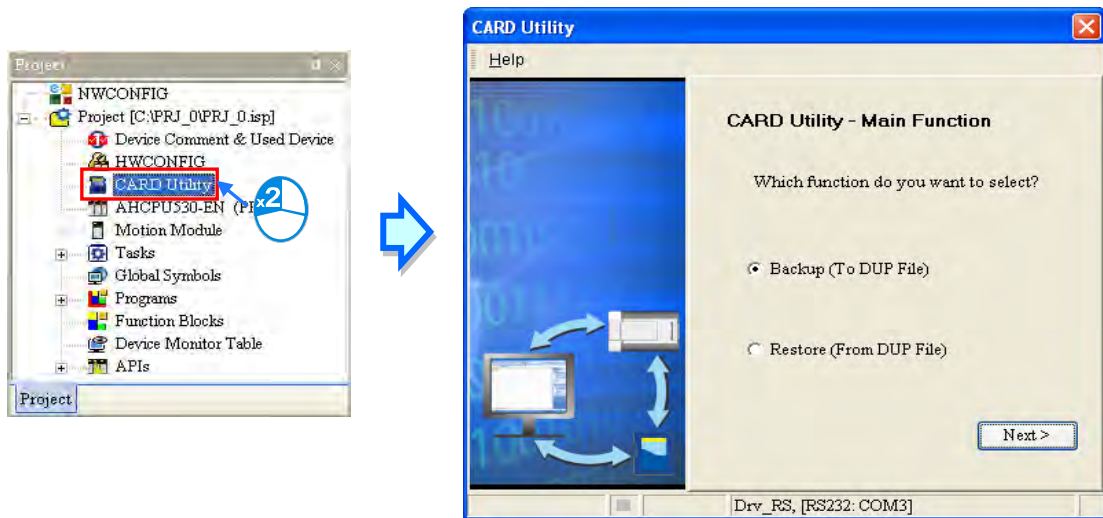 Project
NWCONFIG
Project [C:\PRJ_0\PRJ_0.isp]
Device Comment & Used Device
HWCONFIG
CARD Utility
AHCPU530-EN (P
Motion Module
Tasks
Global Symbols
Programs
Function Blocks
Device Monitor Table
APIs
Project
x2
CARD Utility
Help
CARD Utility - Main Function
Which function do you want to select?
Backup (To DUP File)
Restore (From DUP File)
Next >
Drv_RS, [RS232: COM3]